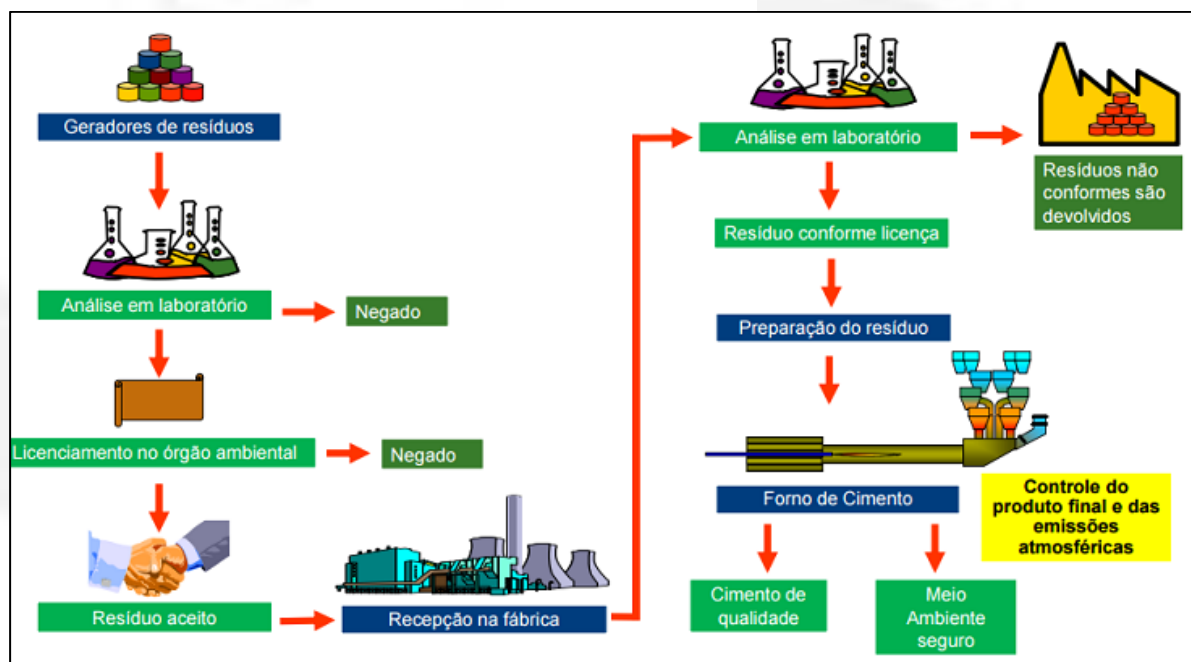 Geradores de resíduos
Análise em laboratório
Negado
Licenciamento no órgão ambiental
Negado
Resíduo aceito
Recepção na fábrica
Análise em laboratório
Resíduos não
conformes são
devolvidos
Resíduo conforme licença
Preparação do resíduo
Forno de Cimento
Controle do
produto final e das
emissões
atmosféricas
Cimento de
qualidade
Meio
Ambiente
seguro